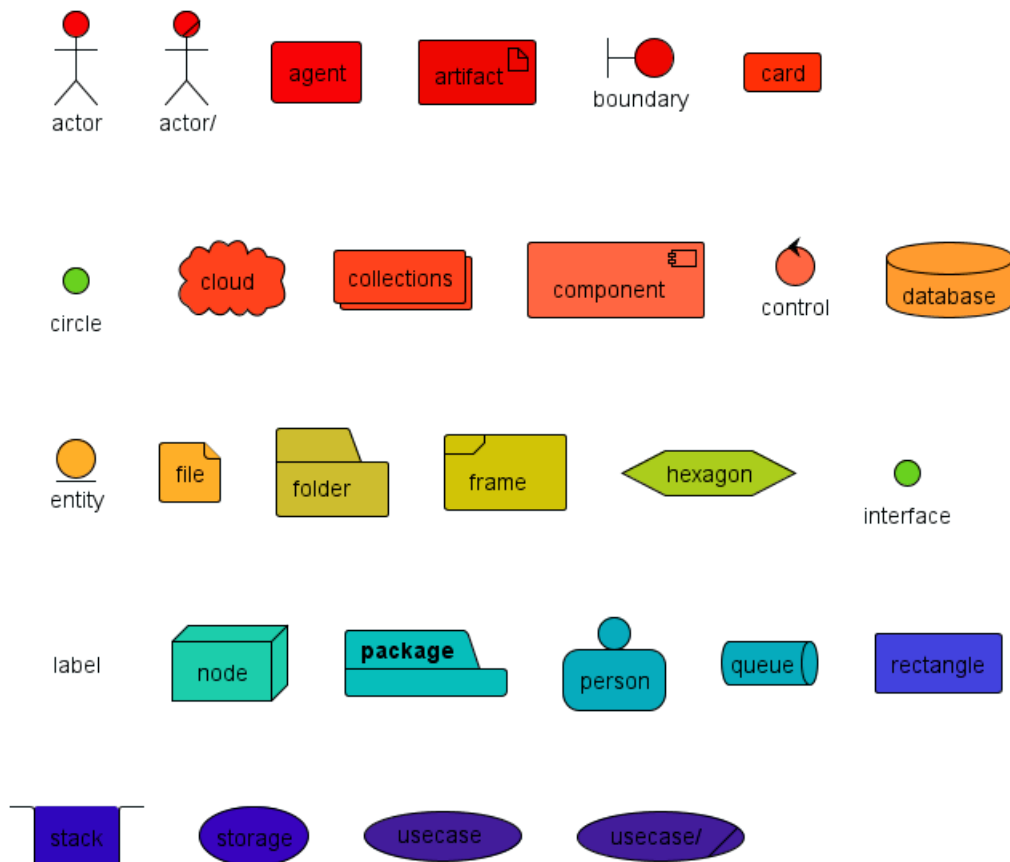 actor
actor/
agent
artifact
boundary
card
circle
cloud
collections
component
control
database
entity
file
folder
frame
hexagon
interface
label
node
package
person
queue
rectangle
stack
storage
usecase
usecase/